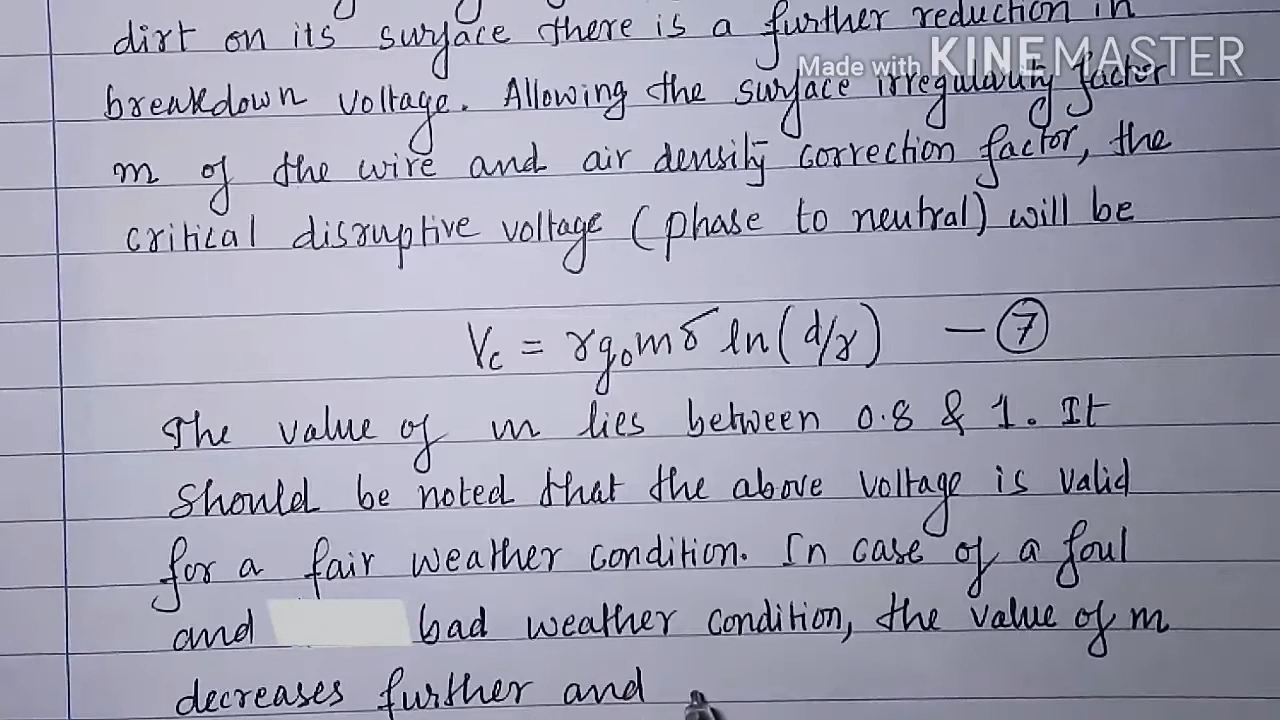 dirt on its surface there is a further reduction in
Made with KINEMASTER
breakdown voltage. Allowing the surface irregularity factor
m of the wire and air density correction factor, the
critical disruptive voltage (phase to neutral) will be
Vc = rg₀mδ ln(d/r) — ⑦
The value of m lies between 0.8 & 1. It
should be noted that the above voltage is valid
for a fair weather condition. In case of a foul
and bad weather condition, the value of m
decreases further and